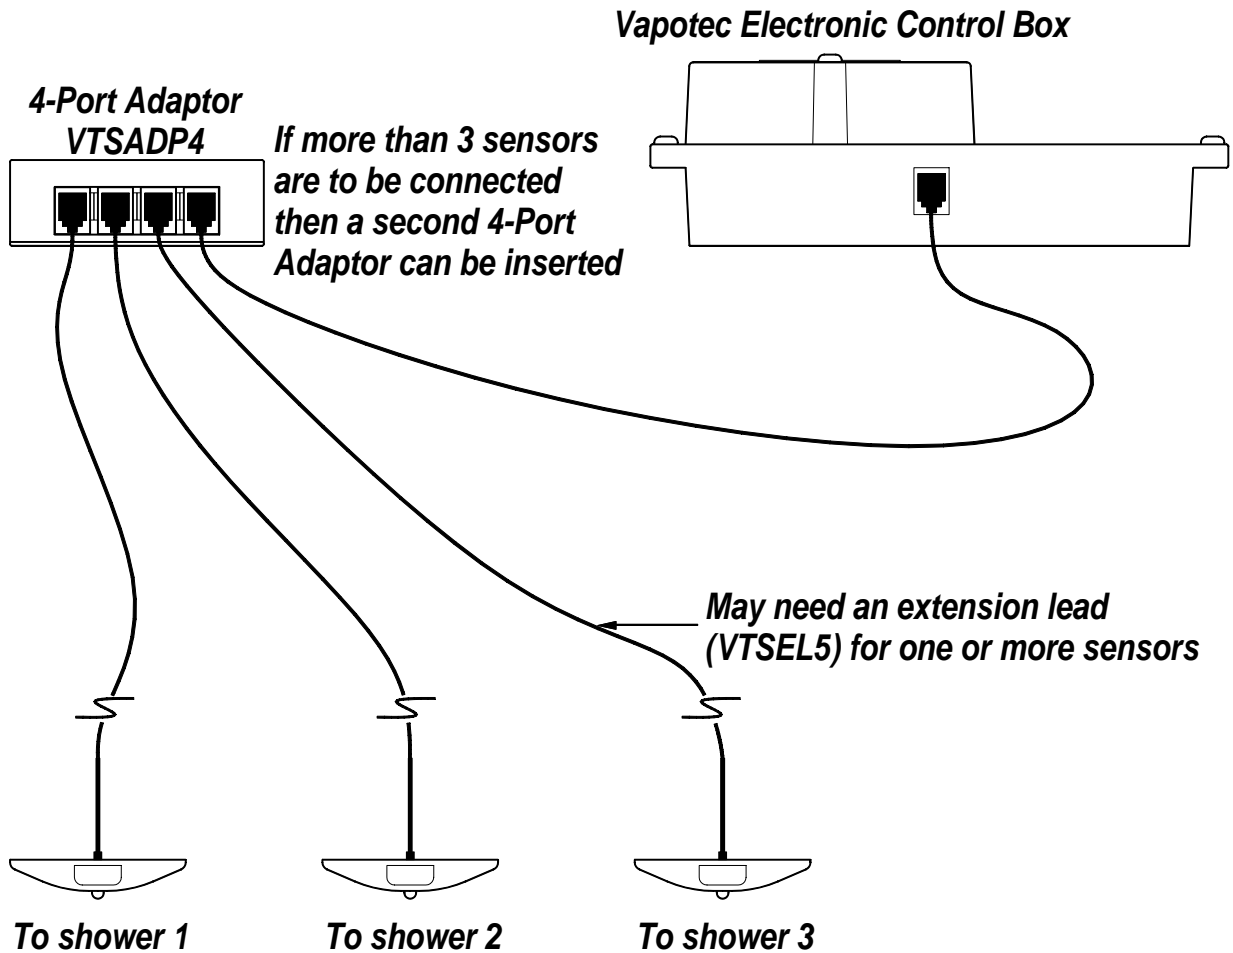 Vapotec Electronic Control Box
4-Port Adaptor
VTSADP4
If more than 3 sensors
are to be connected
then a second 4-Port
Adaptor can be inserted
May need an extension lead
(VTSEL5) for one or more sensors
To shower 1
To shower 2
To shower 3